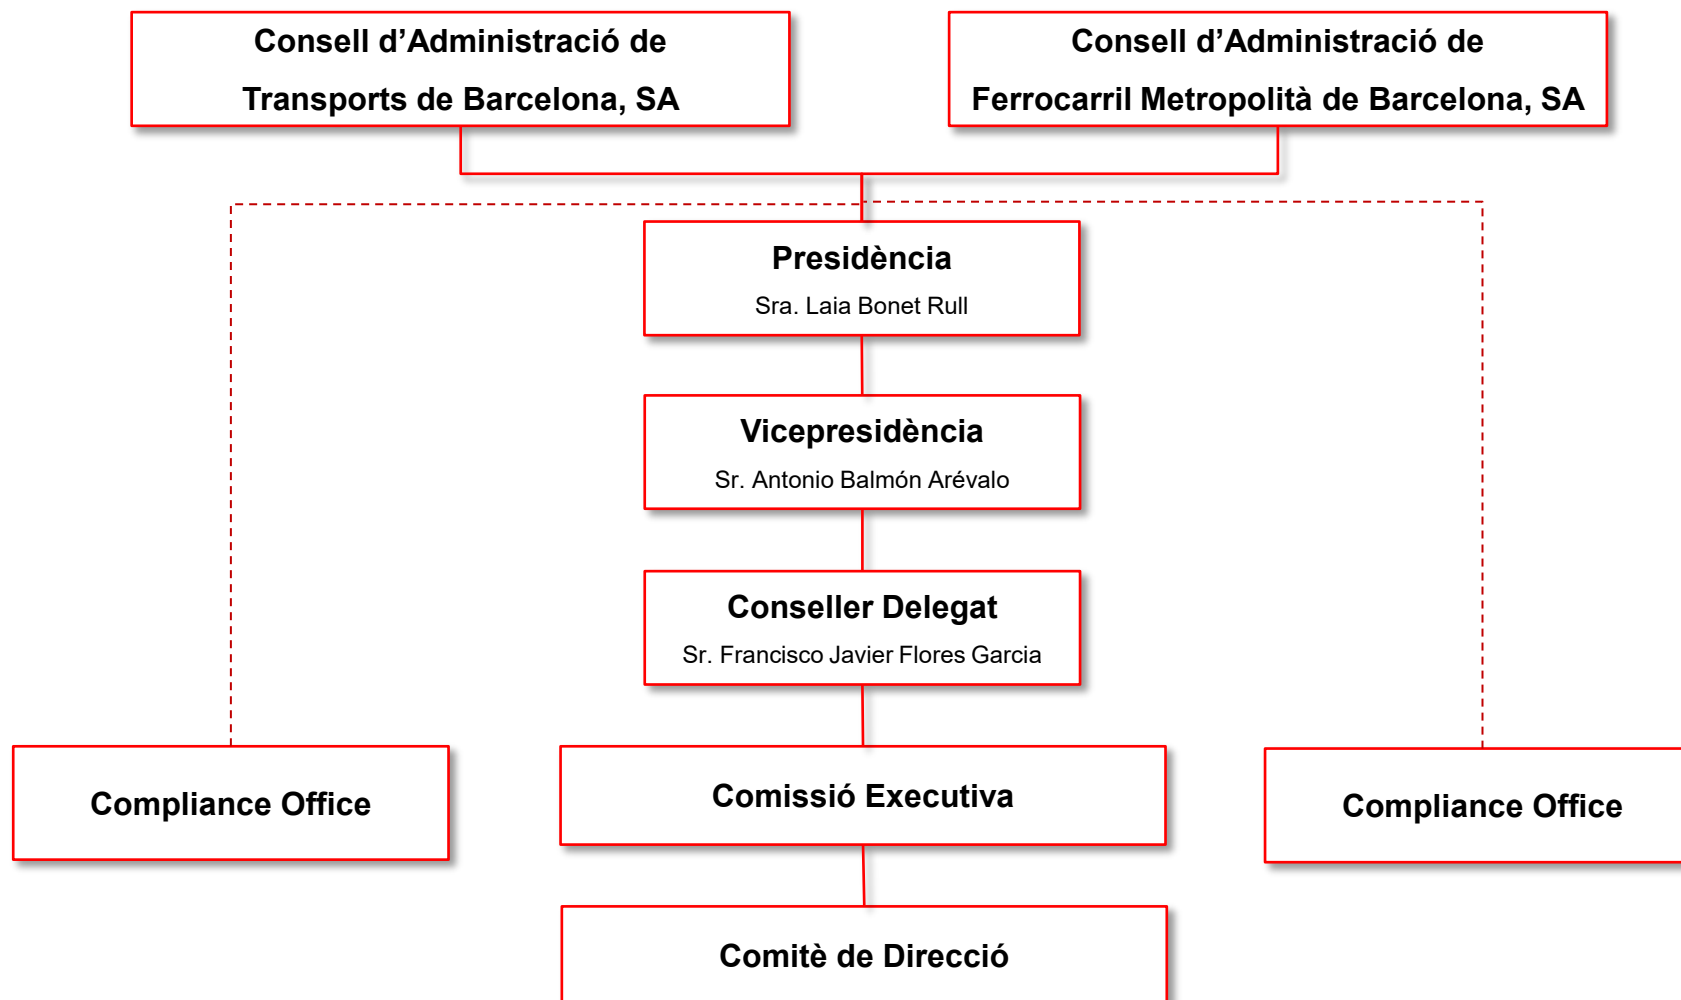 Consell d’Administració de
Transports de Barcelona, SA
Consell d’Administració de
Ferrocarril Metropolità de Barcelona, SA
Presidència
Sra. Laia Bonet Rull
Vicepresidència
Sr. Antonio Balmón Arévalo
Conseller Delegat
Sr. Francisco Javier Flores Garcia
Compliance Office
Comissió Executiva
Compliance Office
Comitè de Direcció